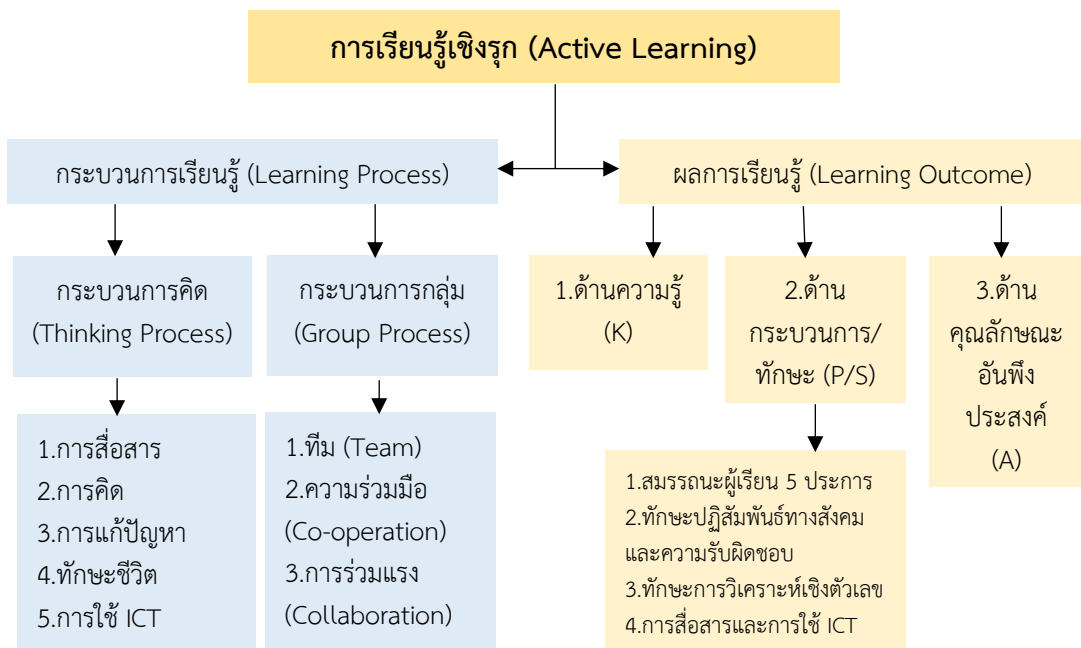 การเรียนรู้เชิงรุก (Active Learning)
กระบวนการเรียนรู้ (Learning Process)
ผลการเรียนรู้ (Learning Outcome)
กระบวนการคิด
(Thinking Process)
กระบวนการกลุ่ม
(Group Process)
1.ด้านความรู้
(K)
2.ด้าน
กระบวนการ/
ทักษะ (P/S)
3.ด้าน
คุณลักษณะ
อันพึง
ประสงค์
(A)
1.การสื่อสาร
2.การคิด
3.การแก้ปัญหา
4.ทักษะชีวิต
5.การใช้ ICT
1.ทีม (Team)
2.ความร่วมมือ
(Co-operation)
3.การร่วมแรง
(Collaboration)
1.สมรรถนะผู้เรียน 5 ประการ
2.ทักษะปฏิสัมพันธ์ทางสังคม
และความรับผิดชอบ
3.ทักษะการวิเคราะห์เชิงตัวเลข
4.การสื่อสารและการใช้ ICT